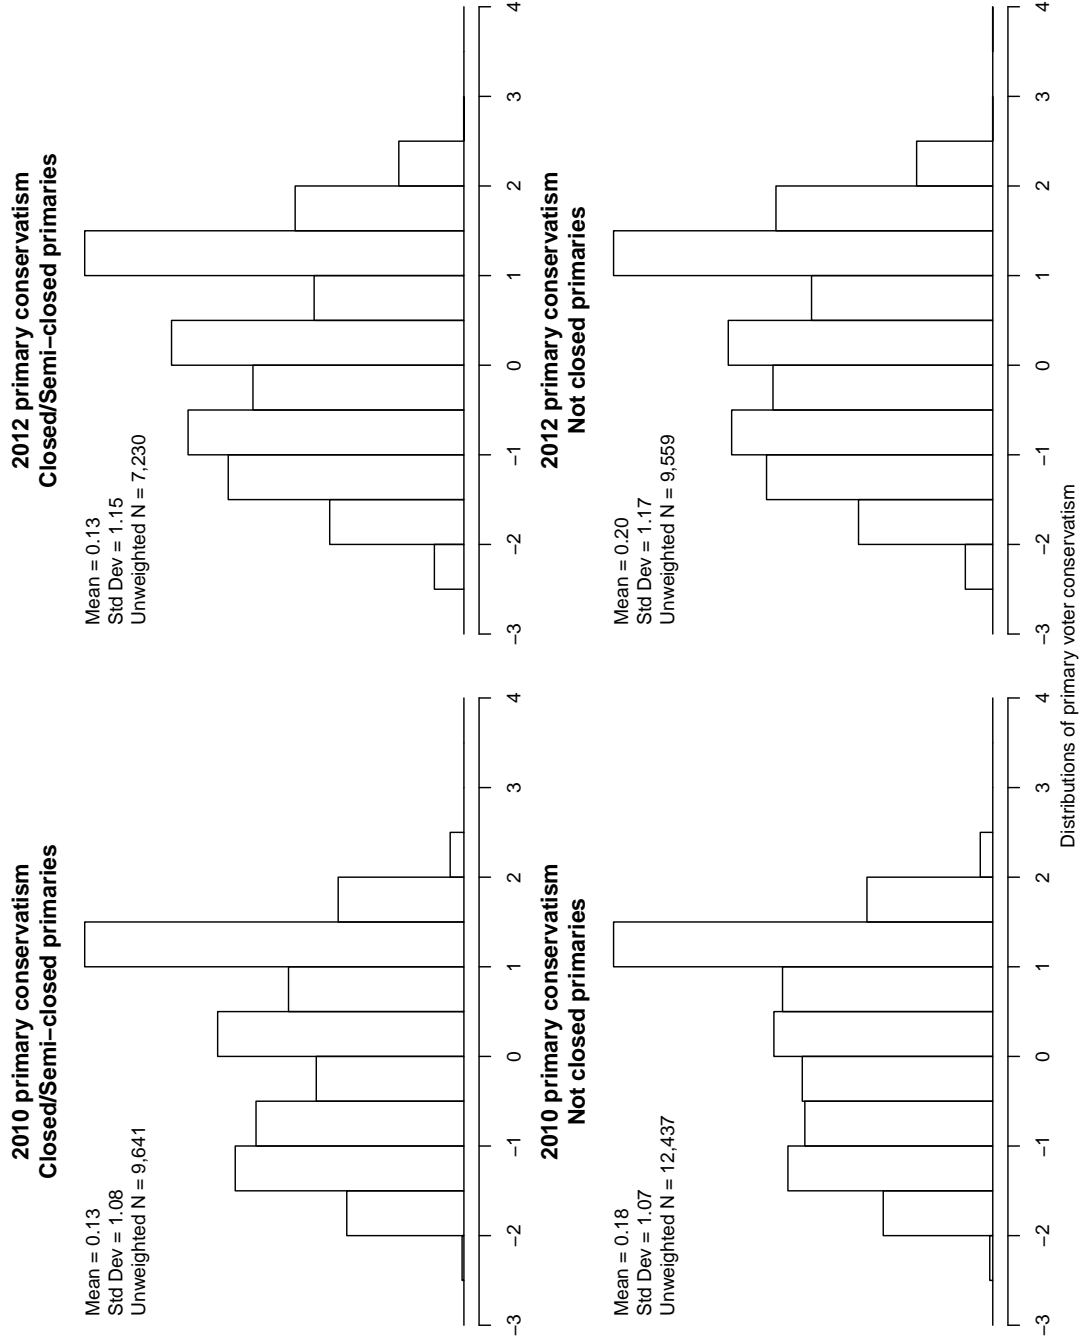 2010 primary conservatism
Closed/Semi−closed primaries
Mean = 0.13
Std Dev = 1.08
Unweighted N = 9,641
−3 −2 −1 0 1 2 3 4
2012 primary conservatism
Closed/Semi−closed primaries
Mean = 0.13
Std Dev = 1.15
Unweighted N = 7,230
−3 −2 −1 0 1 2 3 4
2010 primary conservatism
Not closed primaries
Mean = 0.18
Std Dev = 1.07
Unweighted N = 12,437
−3 −2 −1 0 1 2 3 4
2012 primary conservatism
Not closed primaries
Mean = 0.20
Std Dev = 1.17
Unweighted N = 9,559
−3 −2 −1 0 1 2 3 4
Distributions of primary voter conservatism